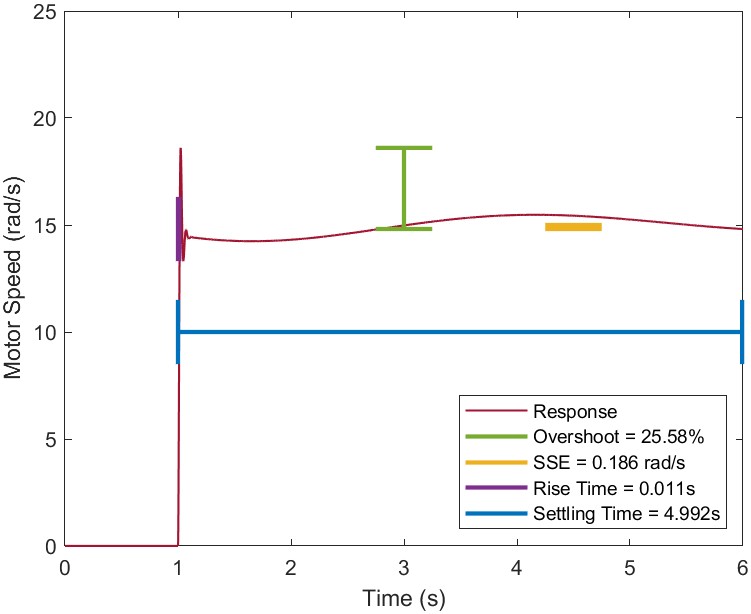 25
20
15
10
5
0
Motor Speed (rad/s)
Response
Overshoot = 25.58%
SSE = 0.186 rad/s
Rise Time = 0.011s
Settling Time = 4.992s
0 1 2 3 4 5 6
Time (s)